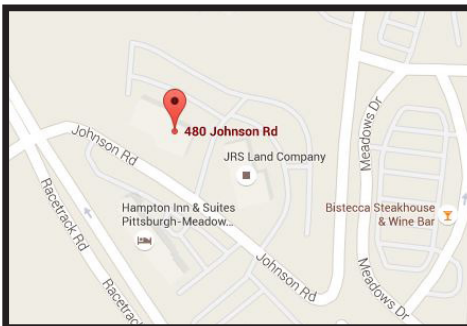 480 Johnson Rd
Johnson Rd
JRS Land Company
Meadows Dr
Racetrack Rd
Hampton Inn & Suites
Pittsburgh-Meadow...
Bistecca Steakhouse
& Wine Bar
Johnson Rd
Meadows Dr
Racetrack Rd